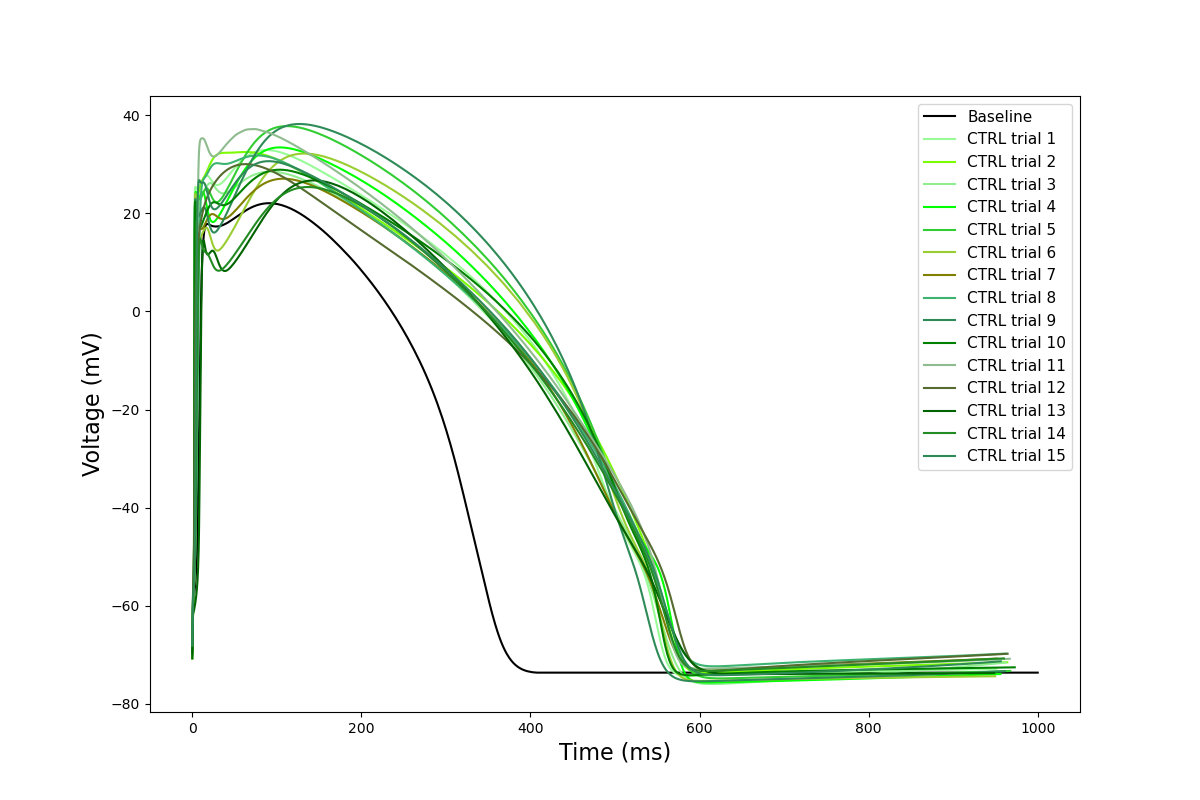 40
20
0
−20
−40
−60
−80
0
200
400
600
800
1000
Voltage (mV)
Time (ms)
Baseline
CTRL trial 1
CTRL trial 2
CTRL trial 3
CTRL trial 4
CTRL trial 5
CTRL trial 6
CTRL trial 7
CTRL trial 8
CTRL trial 9
CTRL trial 10
CTRL trial 11
CTRL trial 12
CTRL trial 13
CTRL trial 14
CTRL trial 15